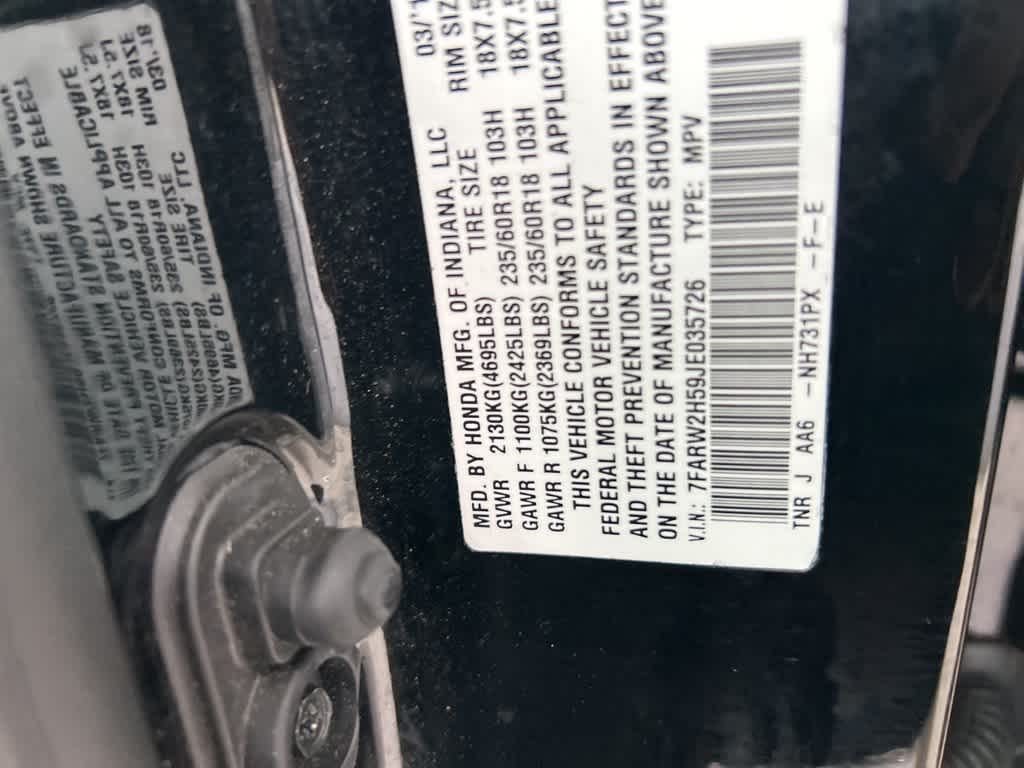 MFD. BY HONDA MFG. OF INDIANA, LLC 03/'1
GVWR 2130KG(4695LBS) TIRE SIZE RIM SIZ
GAWR F 1100KG(2425LBS) 235/60R18 103H 18X7.5
GAWR R 1075KG(2369LBS) 235/60R18 103H 18X7.5
THIS VEHICLE CONFORMS TO ALL APPLICABLE
FEDERAL MOTOR VEHICLE SAFETY
AND THEFT PREVENTION STANDARDS IN EFFECT
ON THE DATE OF MANUFACTURE SHOWN ABOVE
V.I.N.: 7FARW2H59JE035726 TYPE: MPV
TNR J AA6 -NH731PX -F-E